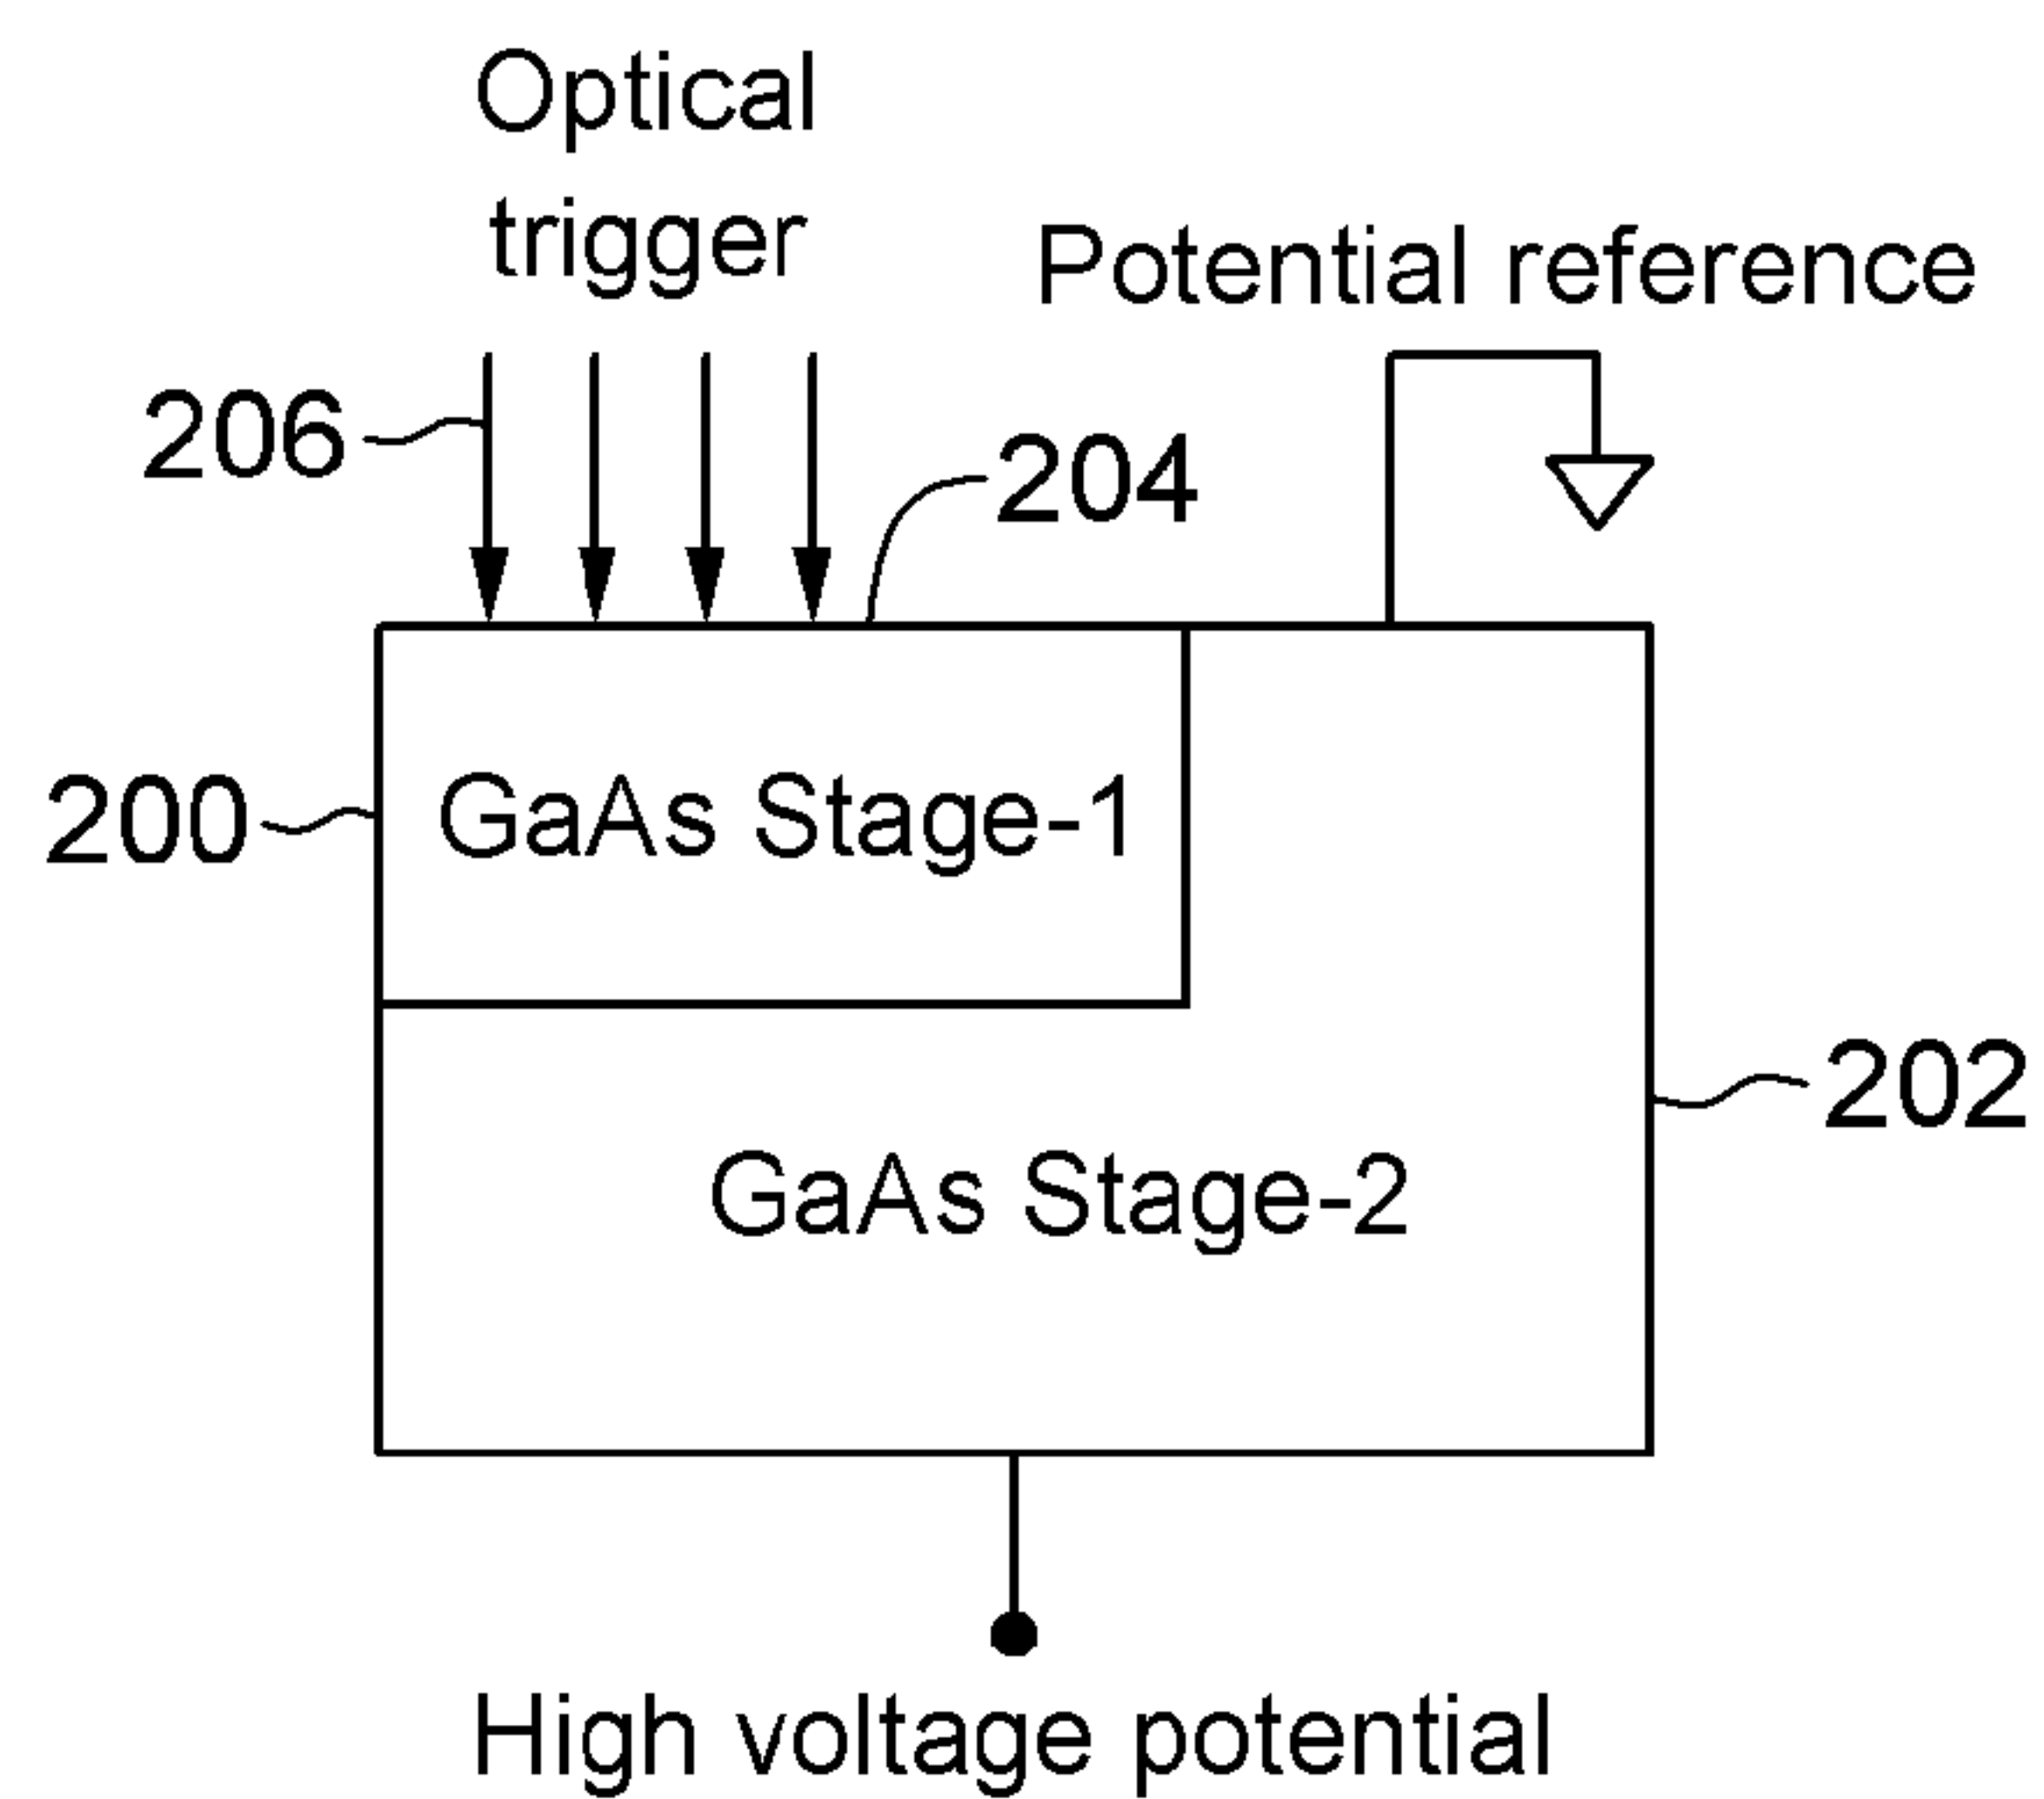 Optical
trigger
Potential reference
206
204
200
GaAs Stage-1
202
GaAs Stage-2
High voltage potential